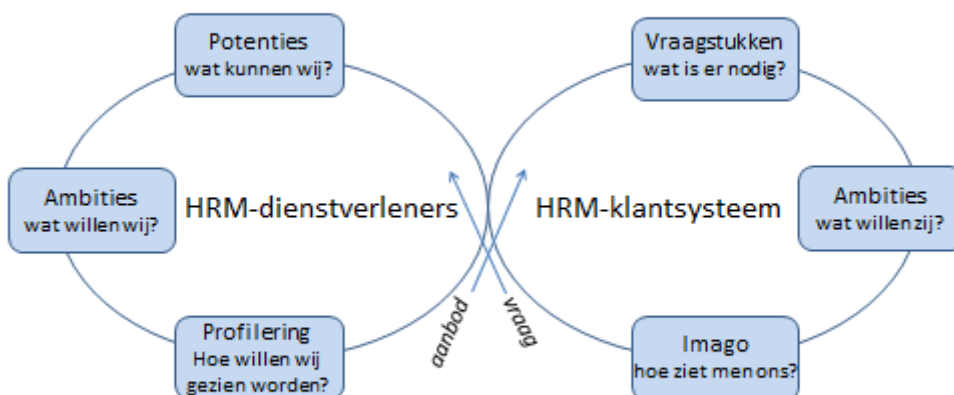 Potenties
wat kunnen wij?
Vraagstukken
wat is er nodig?
Ambities
wat willen wij?
HRM-dienstverleners
HRM-klantsysteem
Ambities
wat willen zij?
aanbod
vraag
Profilering
Hoe willen wij
gezien worden?
Imago
hoe ziet men ons?